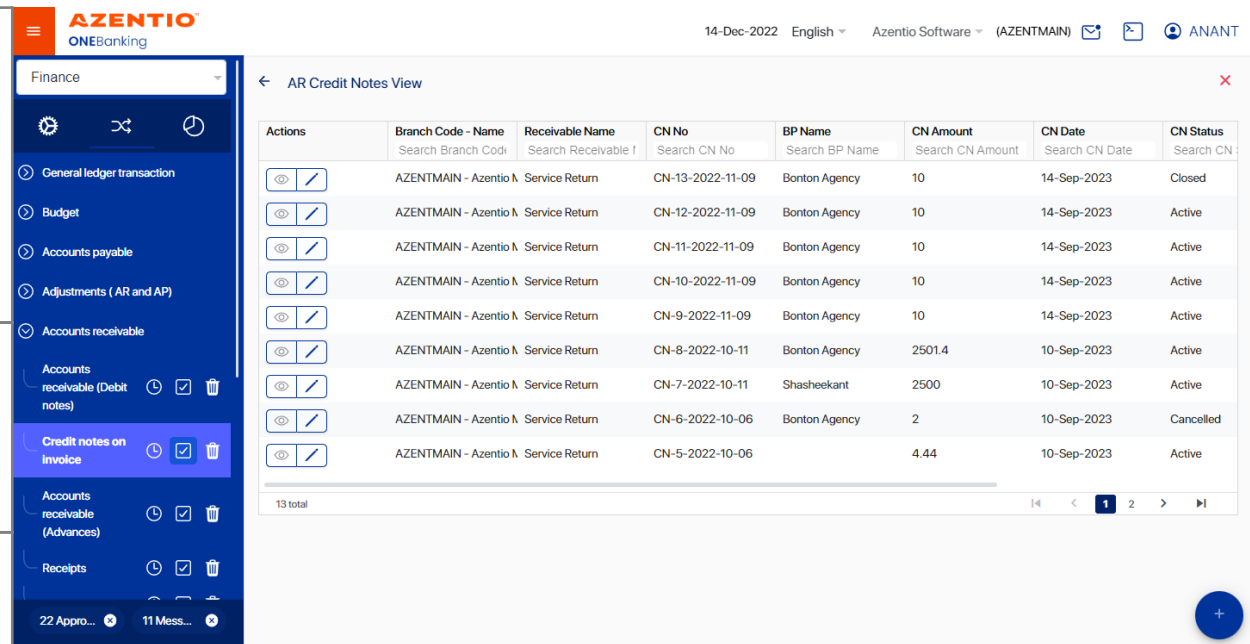 AZENTIO
ONEBanking
14-Dec-2022 English Azentio Software (AZENTMAIN) ANANT
Finance
General ledger transaction
Budget
Accounts payable
Adjustments ( AR and AP)
Accounts receivable
Accounts
receivable (Debit
notes)
Credit notes on
invoice
Accounts
receivable
(Advances)
Receipts
22 Appro...
11 Mess...
AR Credit Notes View
Actions Branch Code - Name Receivable Name CN No BP Name CN Amount CN Date CN Status
Search Branch Code Search Receivable Search CN No Search BP Name Search CN Amount Search CN Date Search CN
AZENTMAIN - Azentio Service Return CN-13-2022-11-09 Bonton Agency 10 14-Sep-2023 Closed
AZENTMAIN - Azentio Service Return CN-12-2022-11-09 Bonton Agency 10 14-Sep-2023 Active
AZENTMAIN - Azentio Service Return CN-11-2022-11-09 Bonton Agency 10 14-Sep-2023 Active
AZENTMAIN - Azentio Service Return CN-10-2022-11-09 Bonton Agency 10 14-Sep-2023 Active
AZENTMAIN - Azentio Service Return CN-9-2022-11-09 Bonton Agency 10 14-Sep-2023 Active
AZENTMAIN - Azentio Service Return CN-8-2022-10-11 Bonton Agency 2501.4 10-Sep-2023 Active
AZENTMAIN - Azentio Service Return CN-7-2022-10-11 Shasheekant 2500 10-Sep-2023 Active
AZENTMAIN - Azentio Service Return CN-6-2022-10-06 Bonton Agency 2 10-Sep-2023 Cancelled
AZENTMAIN - Azentio Service Return CN-5-2022-10-06 4.44 10-Sep-2023 Active
13 total 1 2